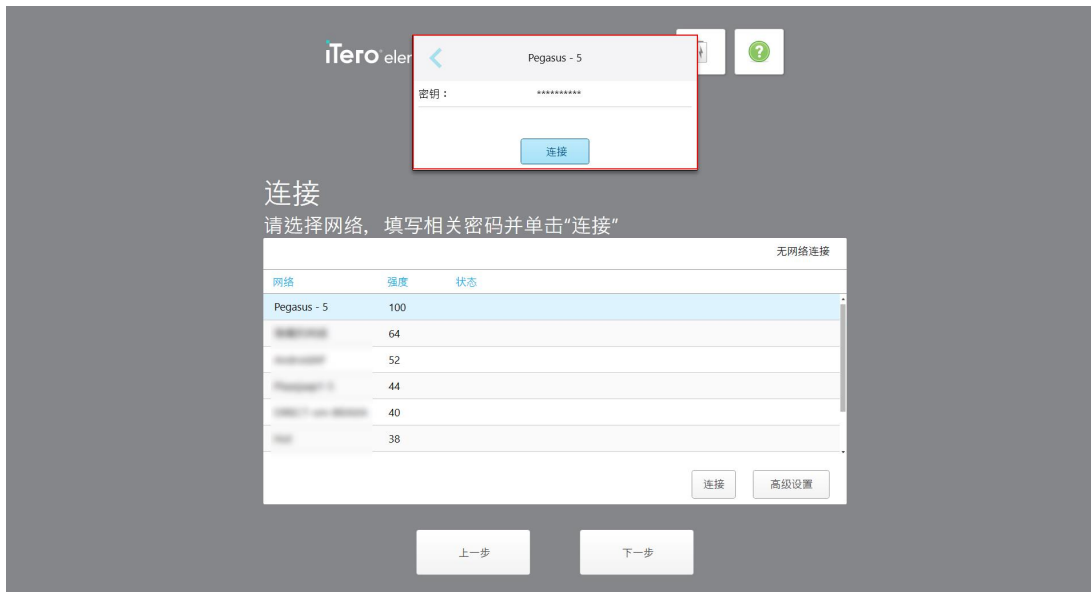 iTero eler
Pegasus - 5
密钥： **********
连接
连接
请选择网络，填写相关密码并单击“连接”
无网络连接
网络 强度 状态
Pegasus - 5 100
64
52
44
40
38
连接 高级设置
上一步 下一步